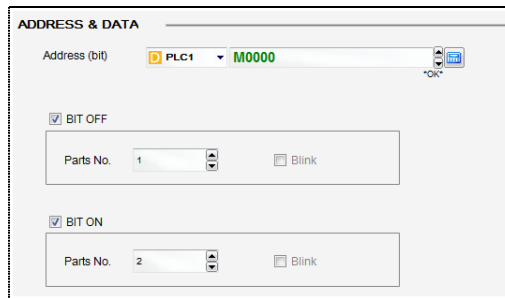 ADDRESS & DATA
Address (bit) D PLC1 M0000
*OK*
BIT OFF
Parts No. 1 Blink
BIT ON
Parts No. 2 Blink